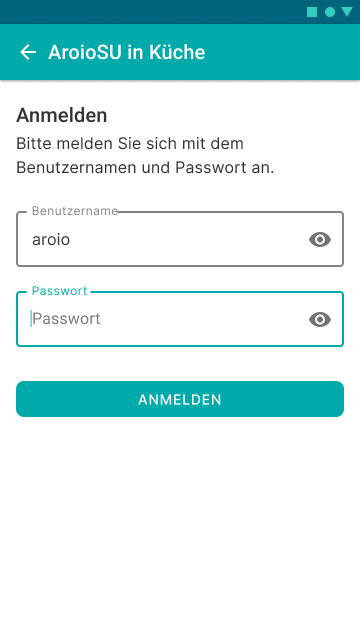 AroioSU in Küche
Anmelden
Bitte melden Sie sich mit dem
Benutzernamen und Passwort an.
Benutzername
aroio
Passwort
Passwort
ANMELDEN